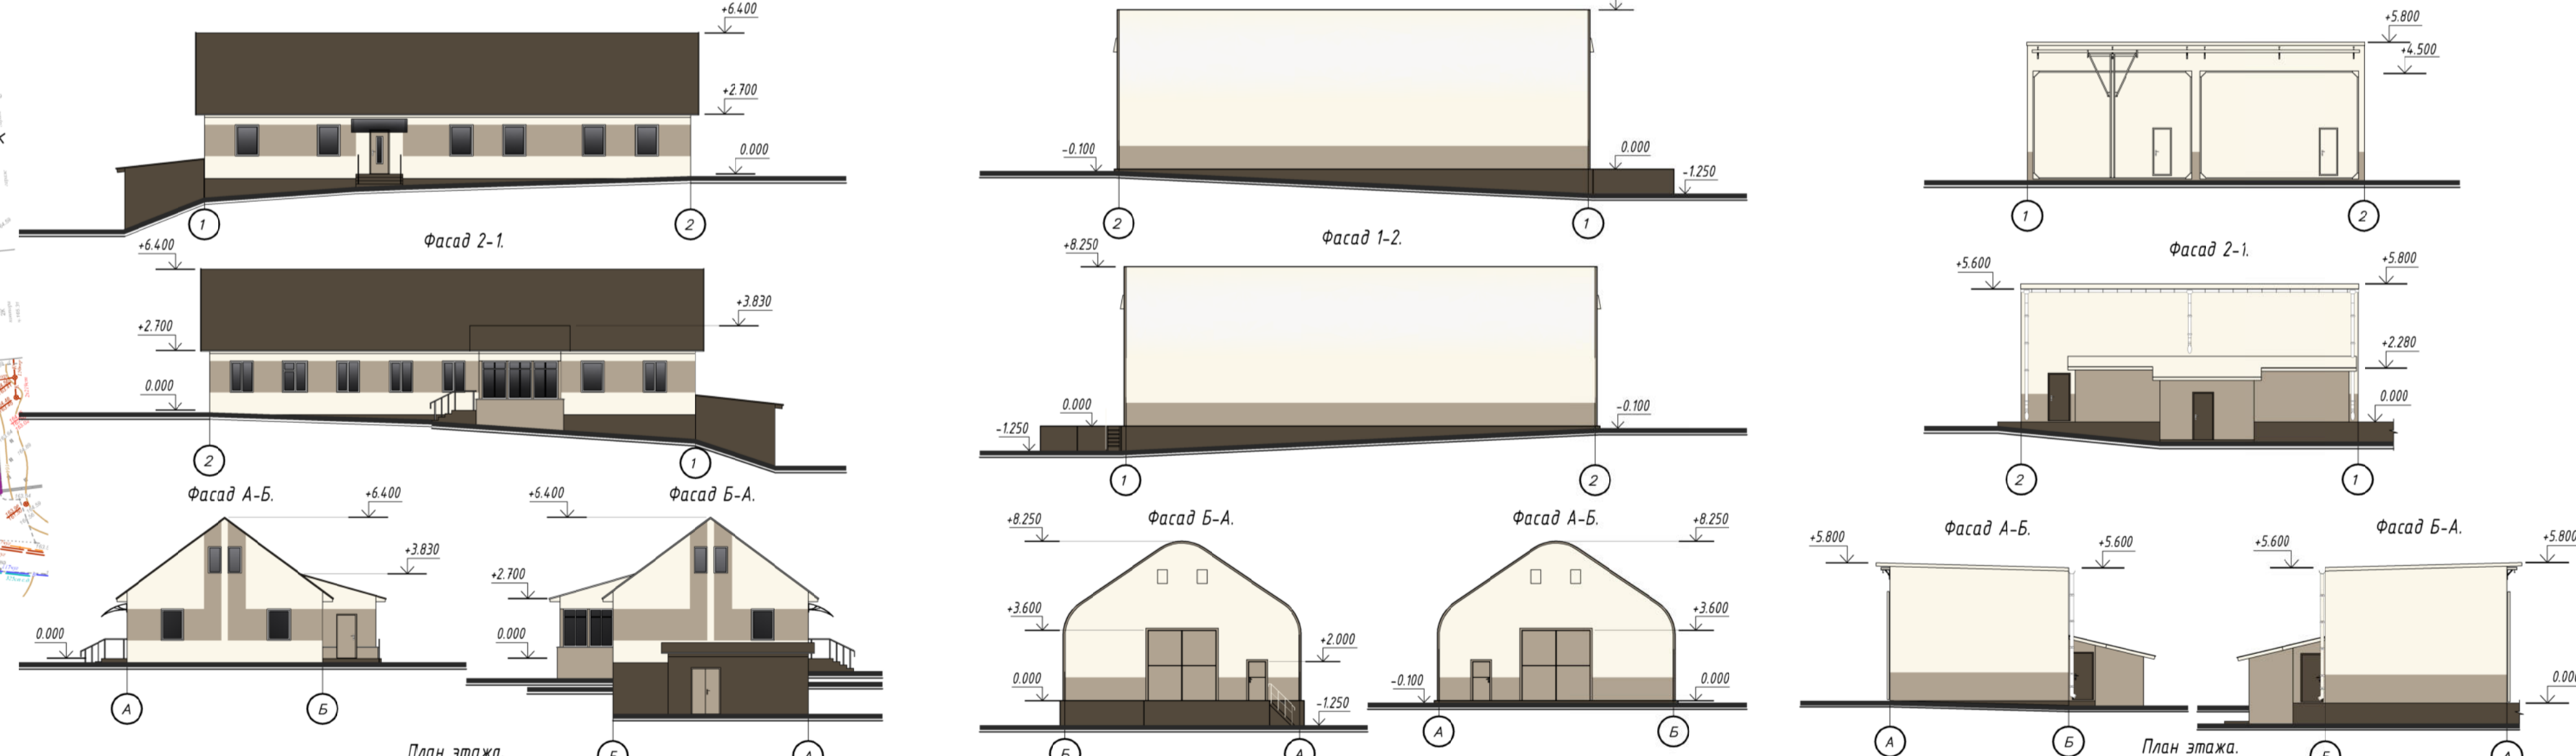 +6.400
+2.700
0.000
1
2
Фасад 2-1.
+6.400
+3.830
+2.700
0.000
2
1
Фасад А-Б.
+6.400
+3.830
0.000
А
Б
Фасад Б-А.
+6.400
+2.700
0.000
План этажа
-0.100
0.000
-1.250
2
1
Фасад 1-2.
+8.250
0.000
-1.250
-0.100
1
2
Фасад Б-А.
+8.250
+3.600
+2.000
0.000
-1.250
Б
А
Фасад А-Б.
+8.250
+3.600
-0.100
0.000
А
Б
+5.800
+4.500
1
2
Фасад 2-1.
+5.600
+5.800
+2.280
0.000
2
1
Фасад А-Б.
+5.800
+5.600
А
Б
Фасад Б-А.
+5.600
+5.800
План этажа.